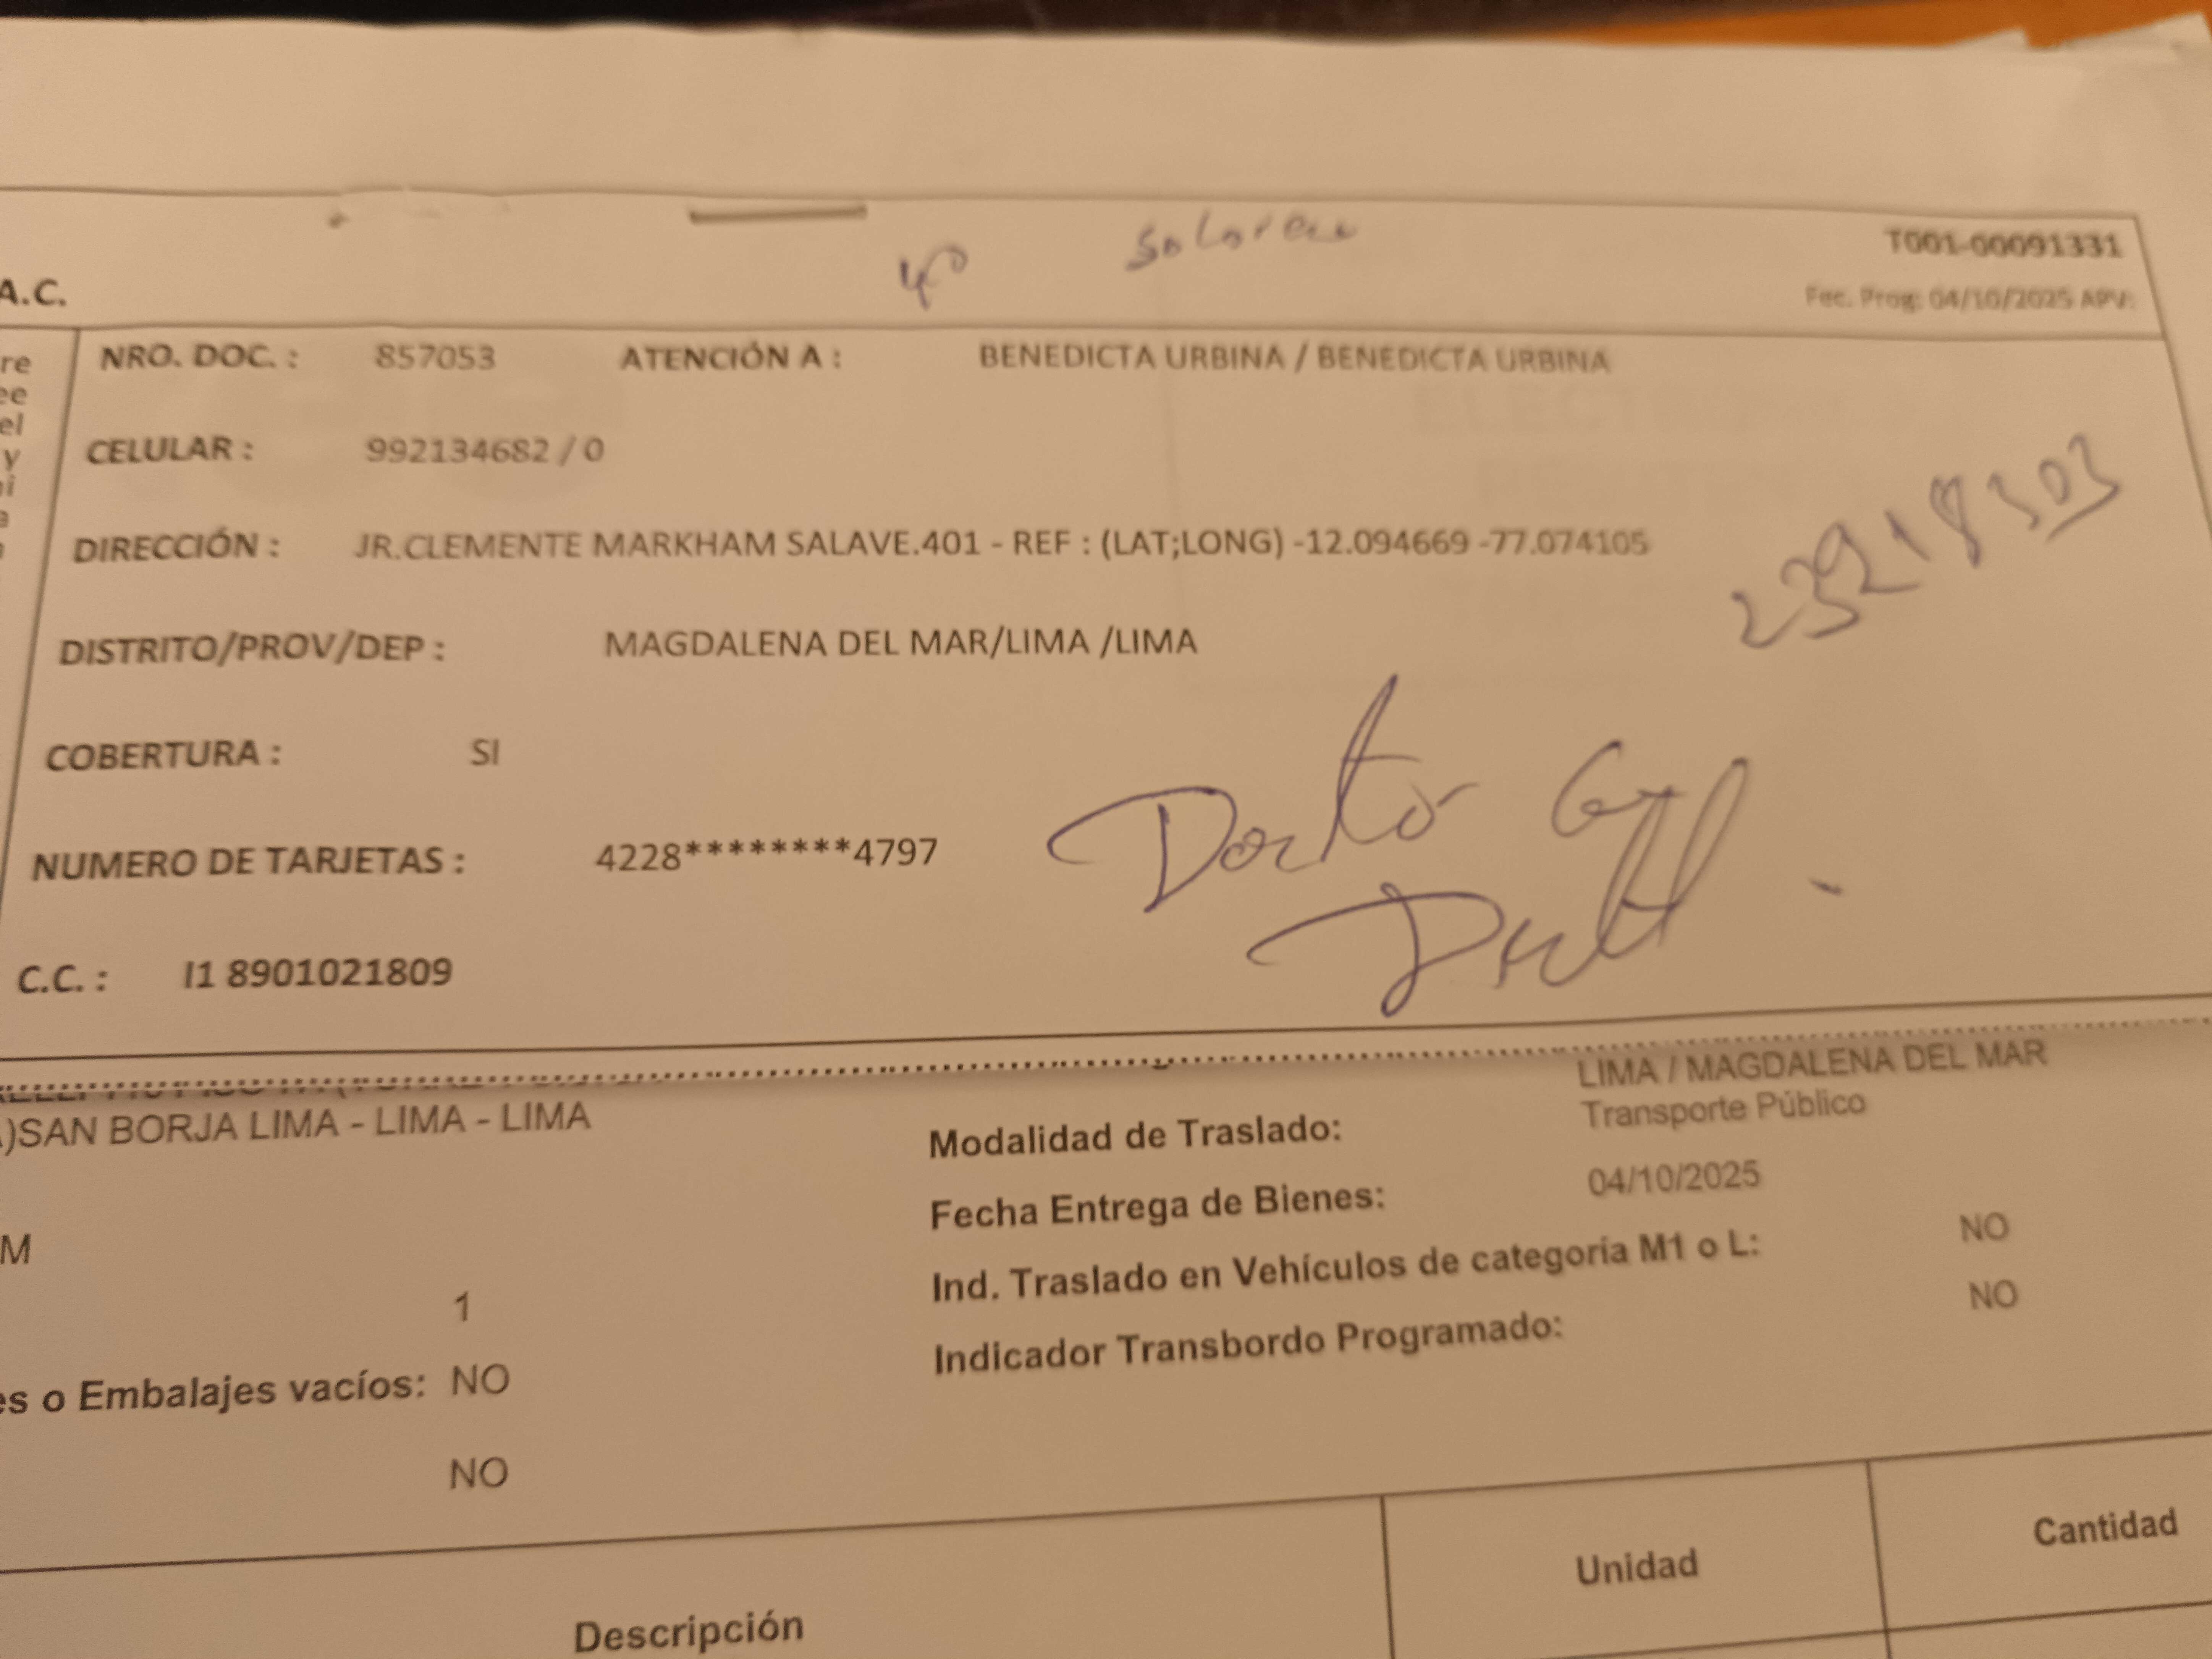 T001-00091331
A.C.
Fec. Prog: 04/10/2025 APV:
re
ee
el
y
NRO. DOC. : 857053 ATENCIÓN A : BENEDICTA URBINA / BENEDICTA URBINA
CELULAR : 992134682 / 0
DIRECCIÓN : JR.CLEMENTE MARKHAM SALAVE.401 - REF : (LAT;LONG) -12.094669 -77.074105
DISTRITO/PROV/DEP : MAGDALENA DEL MAR/LIMA /LIMA
COBERTURA : SI
NUMERO DE TARJETAS : 4228********4797
C.C. : I1 8901021809
LIMA / MAGDALENA DEL MAR
)SAN BORJA LIMA - LIMA - LIMA
Modalidad de Traslado: Transporte Público
Fecha Entrega de Bienes: 04/10/2025
M
Ind. Traslado en Vehículos de categoría M1 o L: NO
1
Indicador Transbordo Programado: NO
es o Embalajes vacíos: NO
NO
Descripción Unidad Cantidad